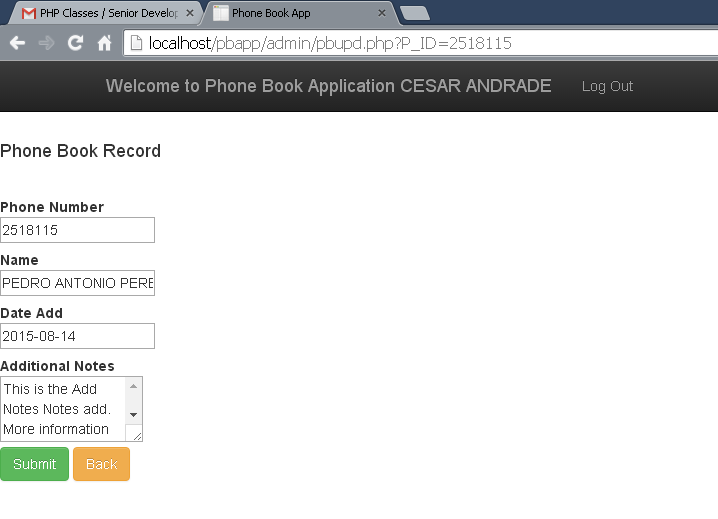 PHP Classes / Senior Develop
Phone Book App
localhost/pbapp/admin/pbupd.php?P_ID=2518115
Welcome to Phone Book Application CESAR ANDRADE
Log Out
Phone Book Record
Phone Number
2518115
Name
PEDRO ANTONIO PERE
Date Add
2015-08-14
Additional Notes
This is the Add
Notes Notes add.
More information
Submit
Back